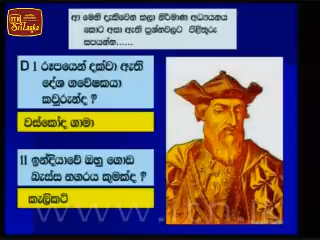 ආ මෙනි දැකිවෙන කලා නිර්මාණ අධ්‍යයනය
කොට අසා ඇති ප්‍රශ්නවලට පිළිතුරු
සපයන්න......
D 1 රූපයෙන් දක්වා ඇති
දේශ ගවේෂකයා
කවුරුන්ද ?
වස්කෝද ගාමා
11 ඉන්දියාවේ ඔහු ගොඩ
බැස්ස නගරය කුමක්ද ?
කැලිකට්